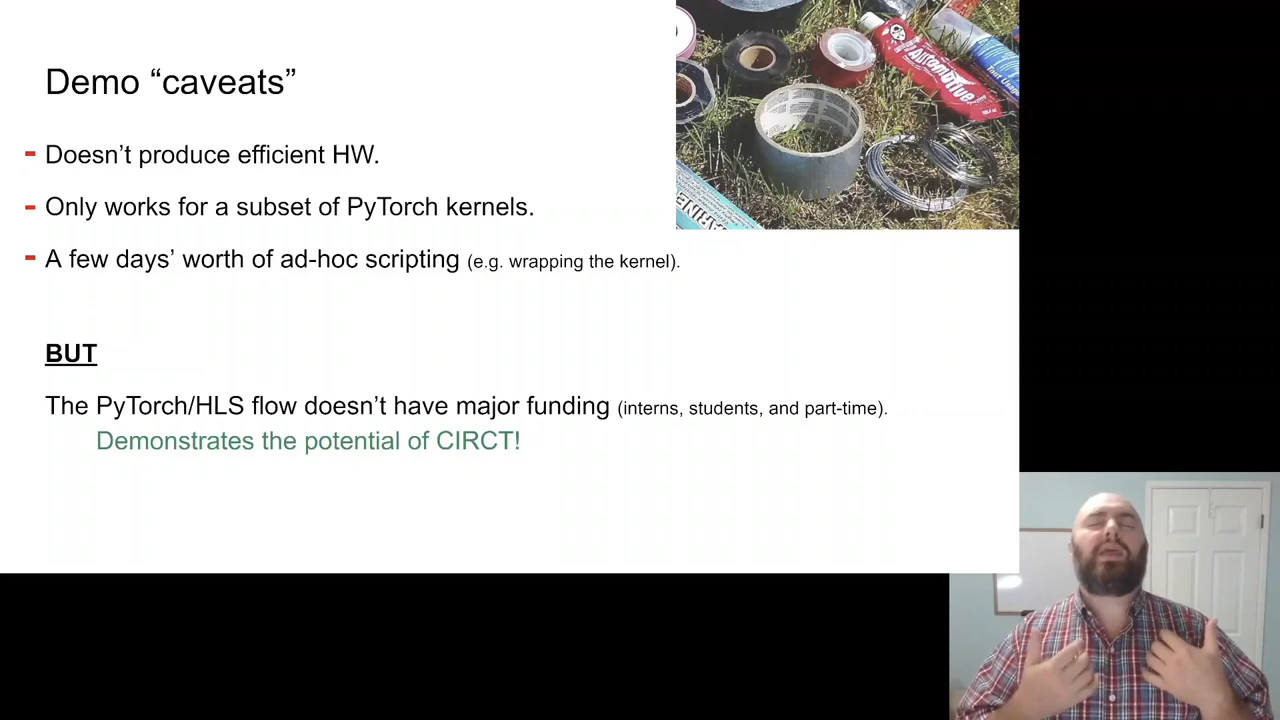 Demo “caveats”
- Doesn’t produce efficient HW.
- Only works for a subset of PyTorch kernels.
- A few days’ worth of ad-hoc scripting (e.g. wrapping the kernel).
BUT
The PyTorch/HLS flow doesn’t have major funding (interns, students, and part-time).
Demonstrates the potential of CIRCT!
Automotive